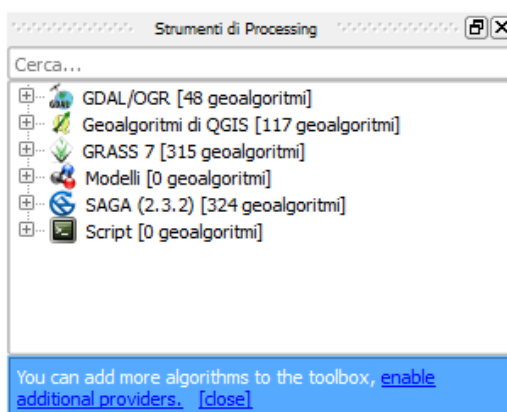 Strumenti di Processing
Cerca...
GDAL/OGR [48 geoalgoritmi]
Geoalgoritmi di QGIS [117 geoalgoritmi]
GRASS 7 [315 geoalgoritmi]
Modelli [0 geoalgoritmi]
SAGA (2.3.2) [324 geoalgoritmi]
Script [0 geoalgoritmi]
You can add more algorithms to the toolbox, enable
additional providers. [close]